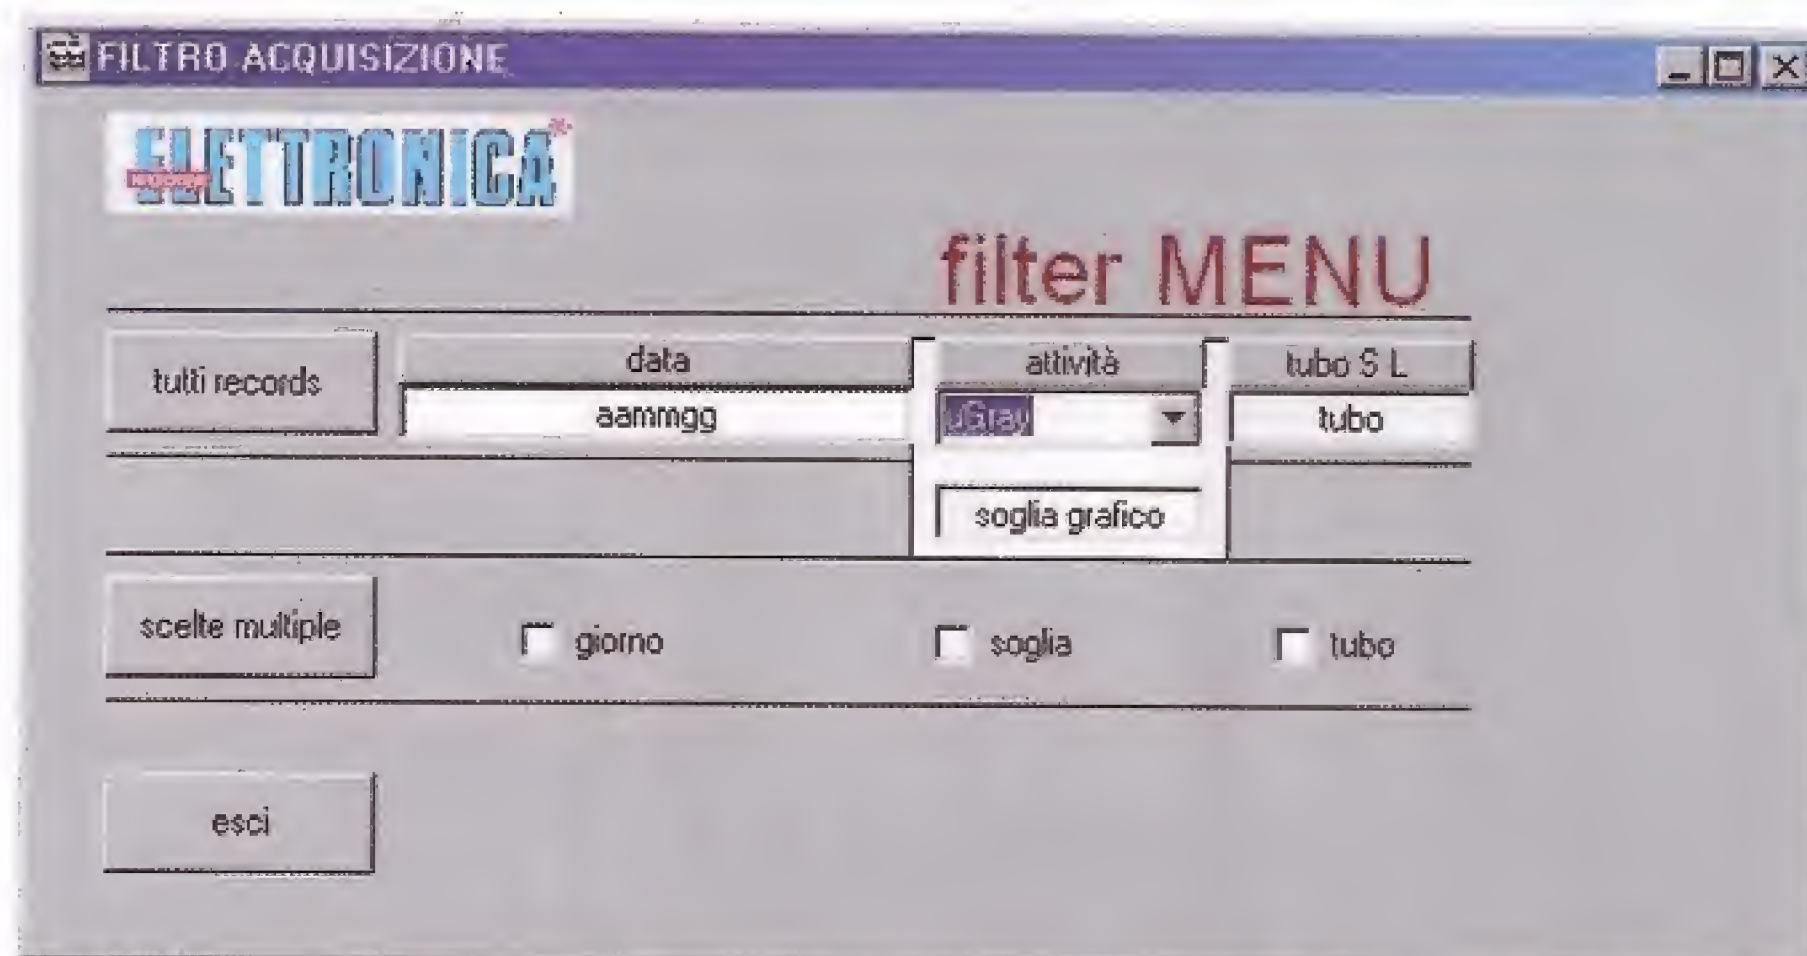 FILTRO ACQUISIZIONE
ELETTRONICA
filter MENU
tutti records
data
attività
tubo S L
aammgg
uGray
tubo
soglia grafico
scelte multiple
giorno
soglia
tubo
esci